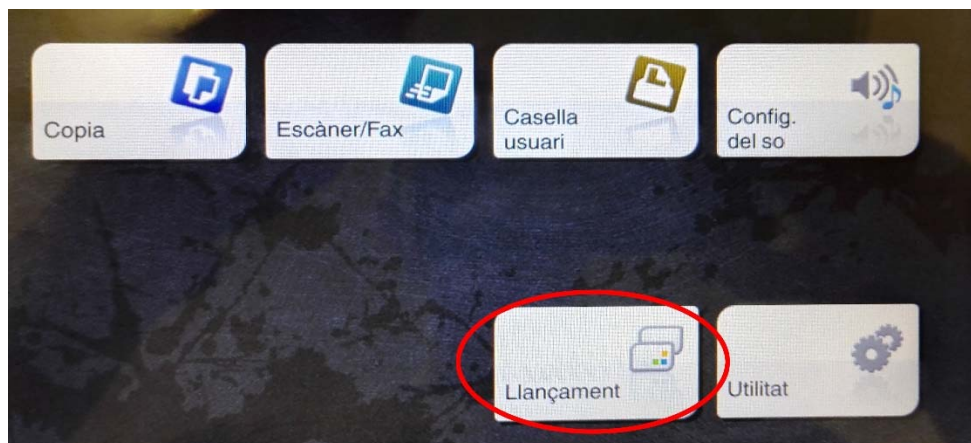 Copia
Escàner/Fax
Casella
usuari
Config.
del so
Llançament
Utilitat